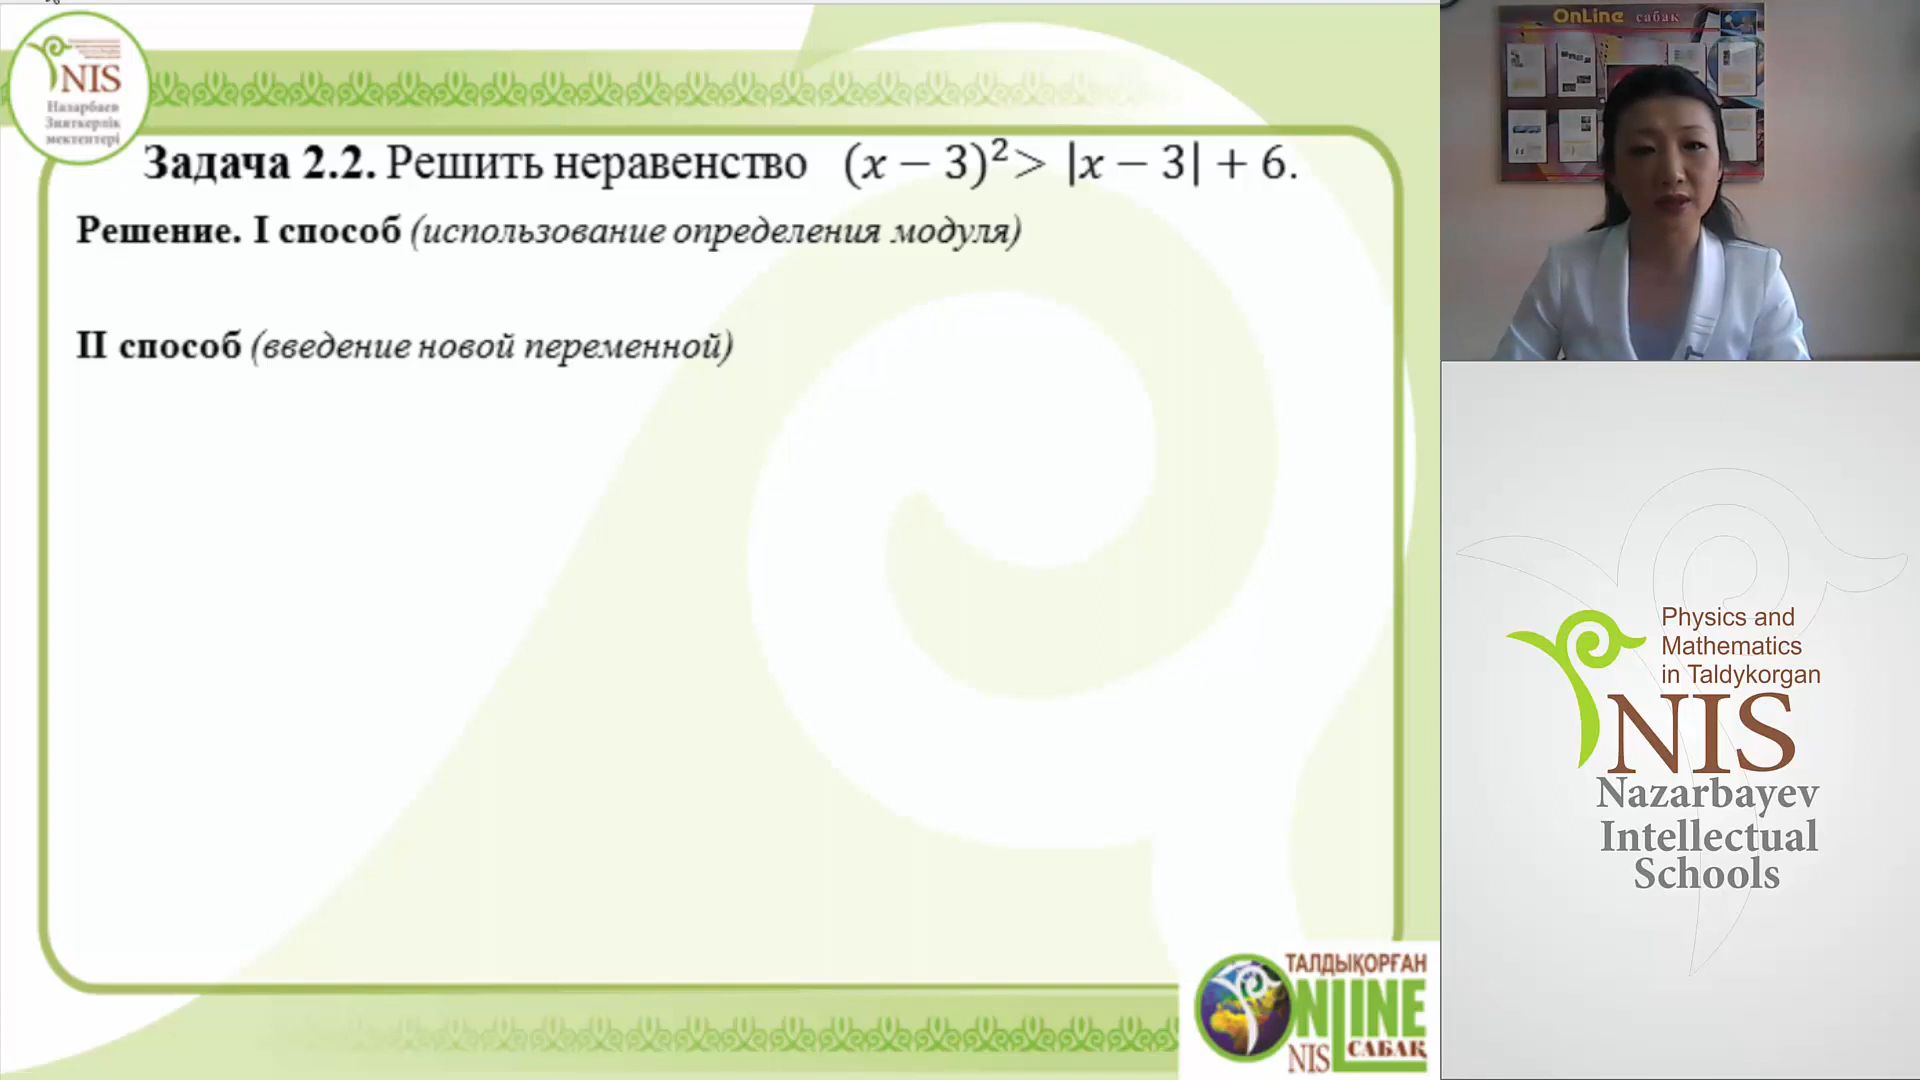 NIS
Назарбаев
Зияткерлік
мектептері
Задача 2.2. Решить неравенство (x − 3)²> |x − 3| + 6.
Решение. I способ (использование определения модуля)
II способ (введение новой переменной)
ТАЛДЫҚОРҒАН
ONLINE
NIS САБАҚ
OnLine сабак
Physics and
Mathematics
in Taldykorgan
NIS
Nazarbayev
Intellectual
Schools